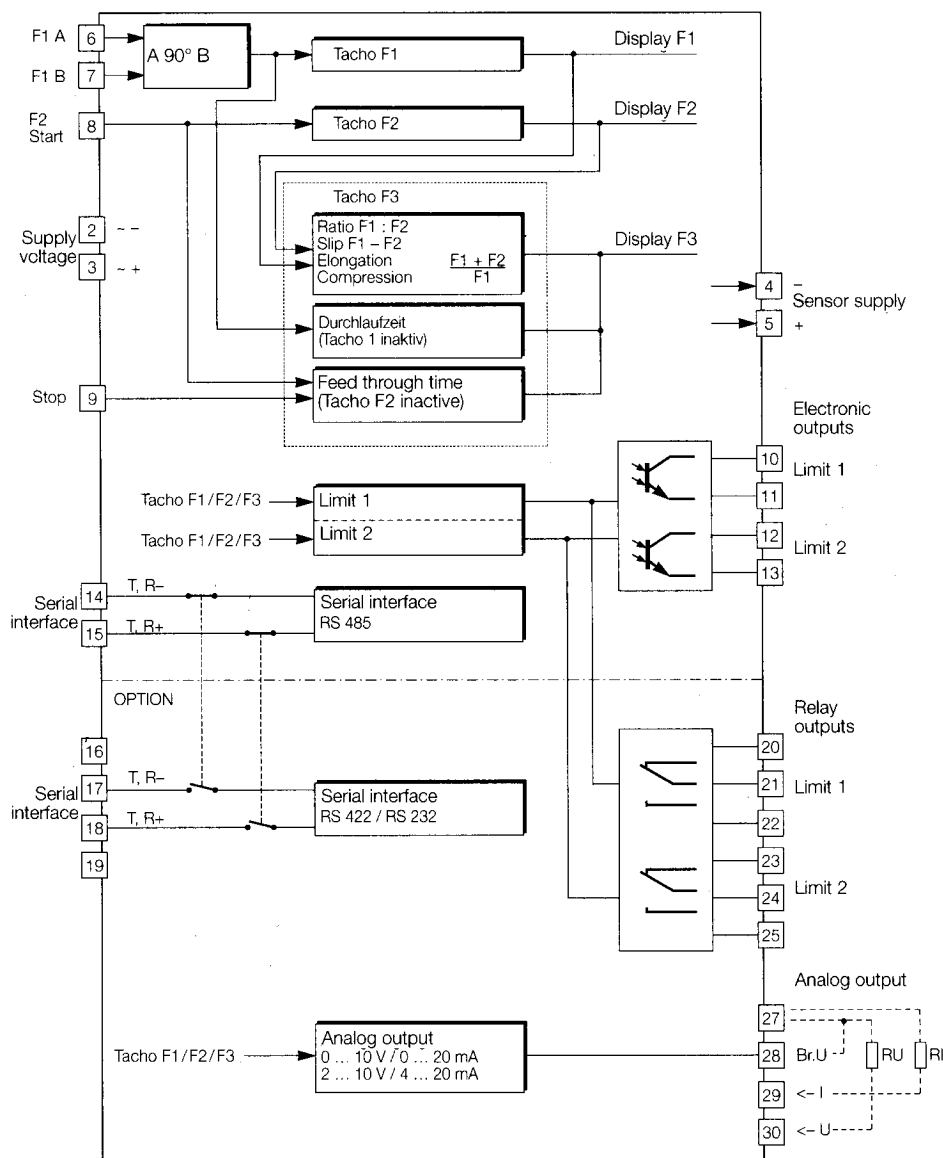 F1 A
6
A 90° B
F1 B
7
Tacho F1
Display F1
F2
Start
8
Tacho F2
Display F2
Tacho F3
Supply
voltage
2
~ –
3
~ +
Ratio F1 : F2
Slip F1 – F2
Elongation
Compression
F1 + F2
F1
Display F3
4
–
Sensor supply
5
+
Durchlaufzeit
(Tacho 1 inaktiv)
Stop
9
Feed through time
(Tacho F2 inactive)
Electronic
outputs
10
Limit 1
11
12
Limit 2
13
Tacho F1/F2/F3
Limit 1
Tacho F1/F2/F3
Limit 2
Serial
interface
14
T, R–
15
T, R+
Serial interface
RS 485
OPTION
Relay
outputs
16
Serial
interface
17
T, R–
18
T, R+
19
Serial interface
RS 422 / RS 232
20
21
Limit 1
22
23
24
Limit 2
25
Analog output
27
28
Br.U
RU
RI
29
<– I
30
<– U
Tacho F1/F2/F3
Analog output
0 ... 10 V / 0 ... 20 mA
2 ... 10 V / 4 ... 20 mA